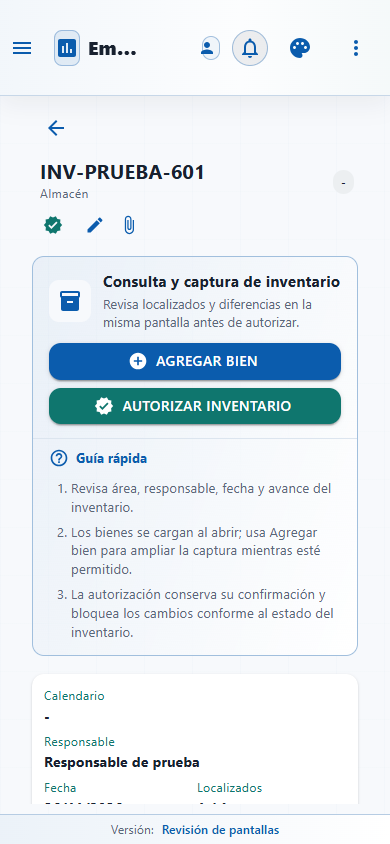 Em...
INV-PRUEBA-601
Almacén
-
Consulta y captura de inventario
Revisa localizados y diferencias en la
misma pantalla antes de autorizar.
AGREGAR BIEN
AUTORIZAR INVENTARIO
Guía rápida
1. Revisa área, responsable, fecha y avance del
inventario.
2. Los bienes se cargan al abrir; usa Agregar
bien para ampliar la captura mientras esté
permitido.
3. La autorización conserva su confirmación y
bloquea los cambios conforme al estado del
inventario.
Calendario
-
Responsable
Responsable de prueba
Fecha
Localizados
Versión: Revisión de pantallas